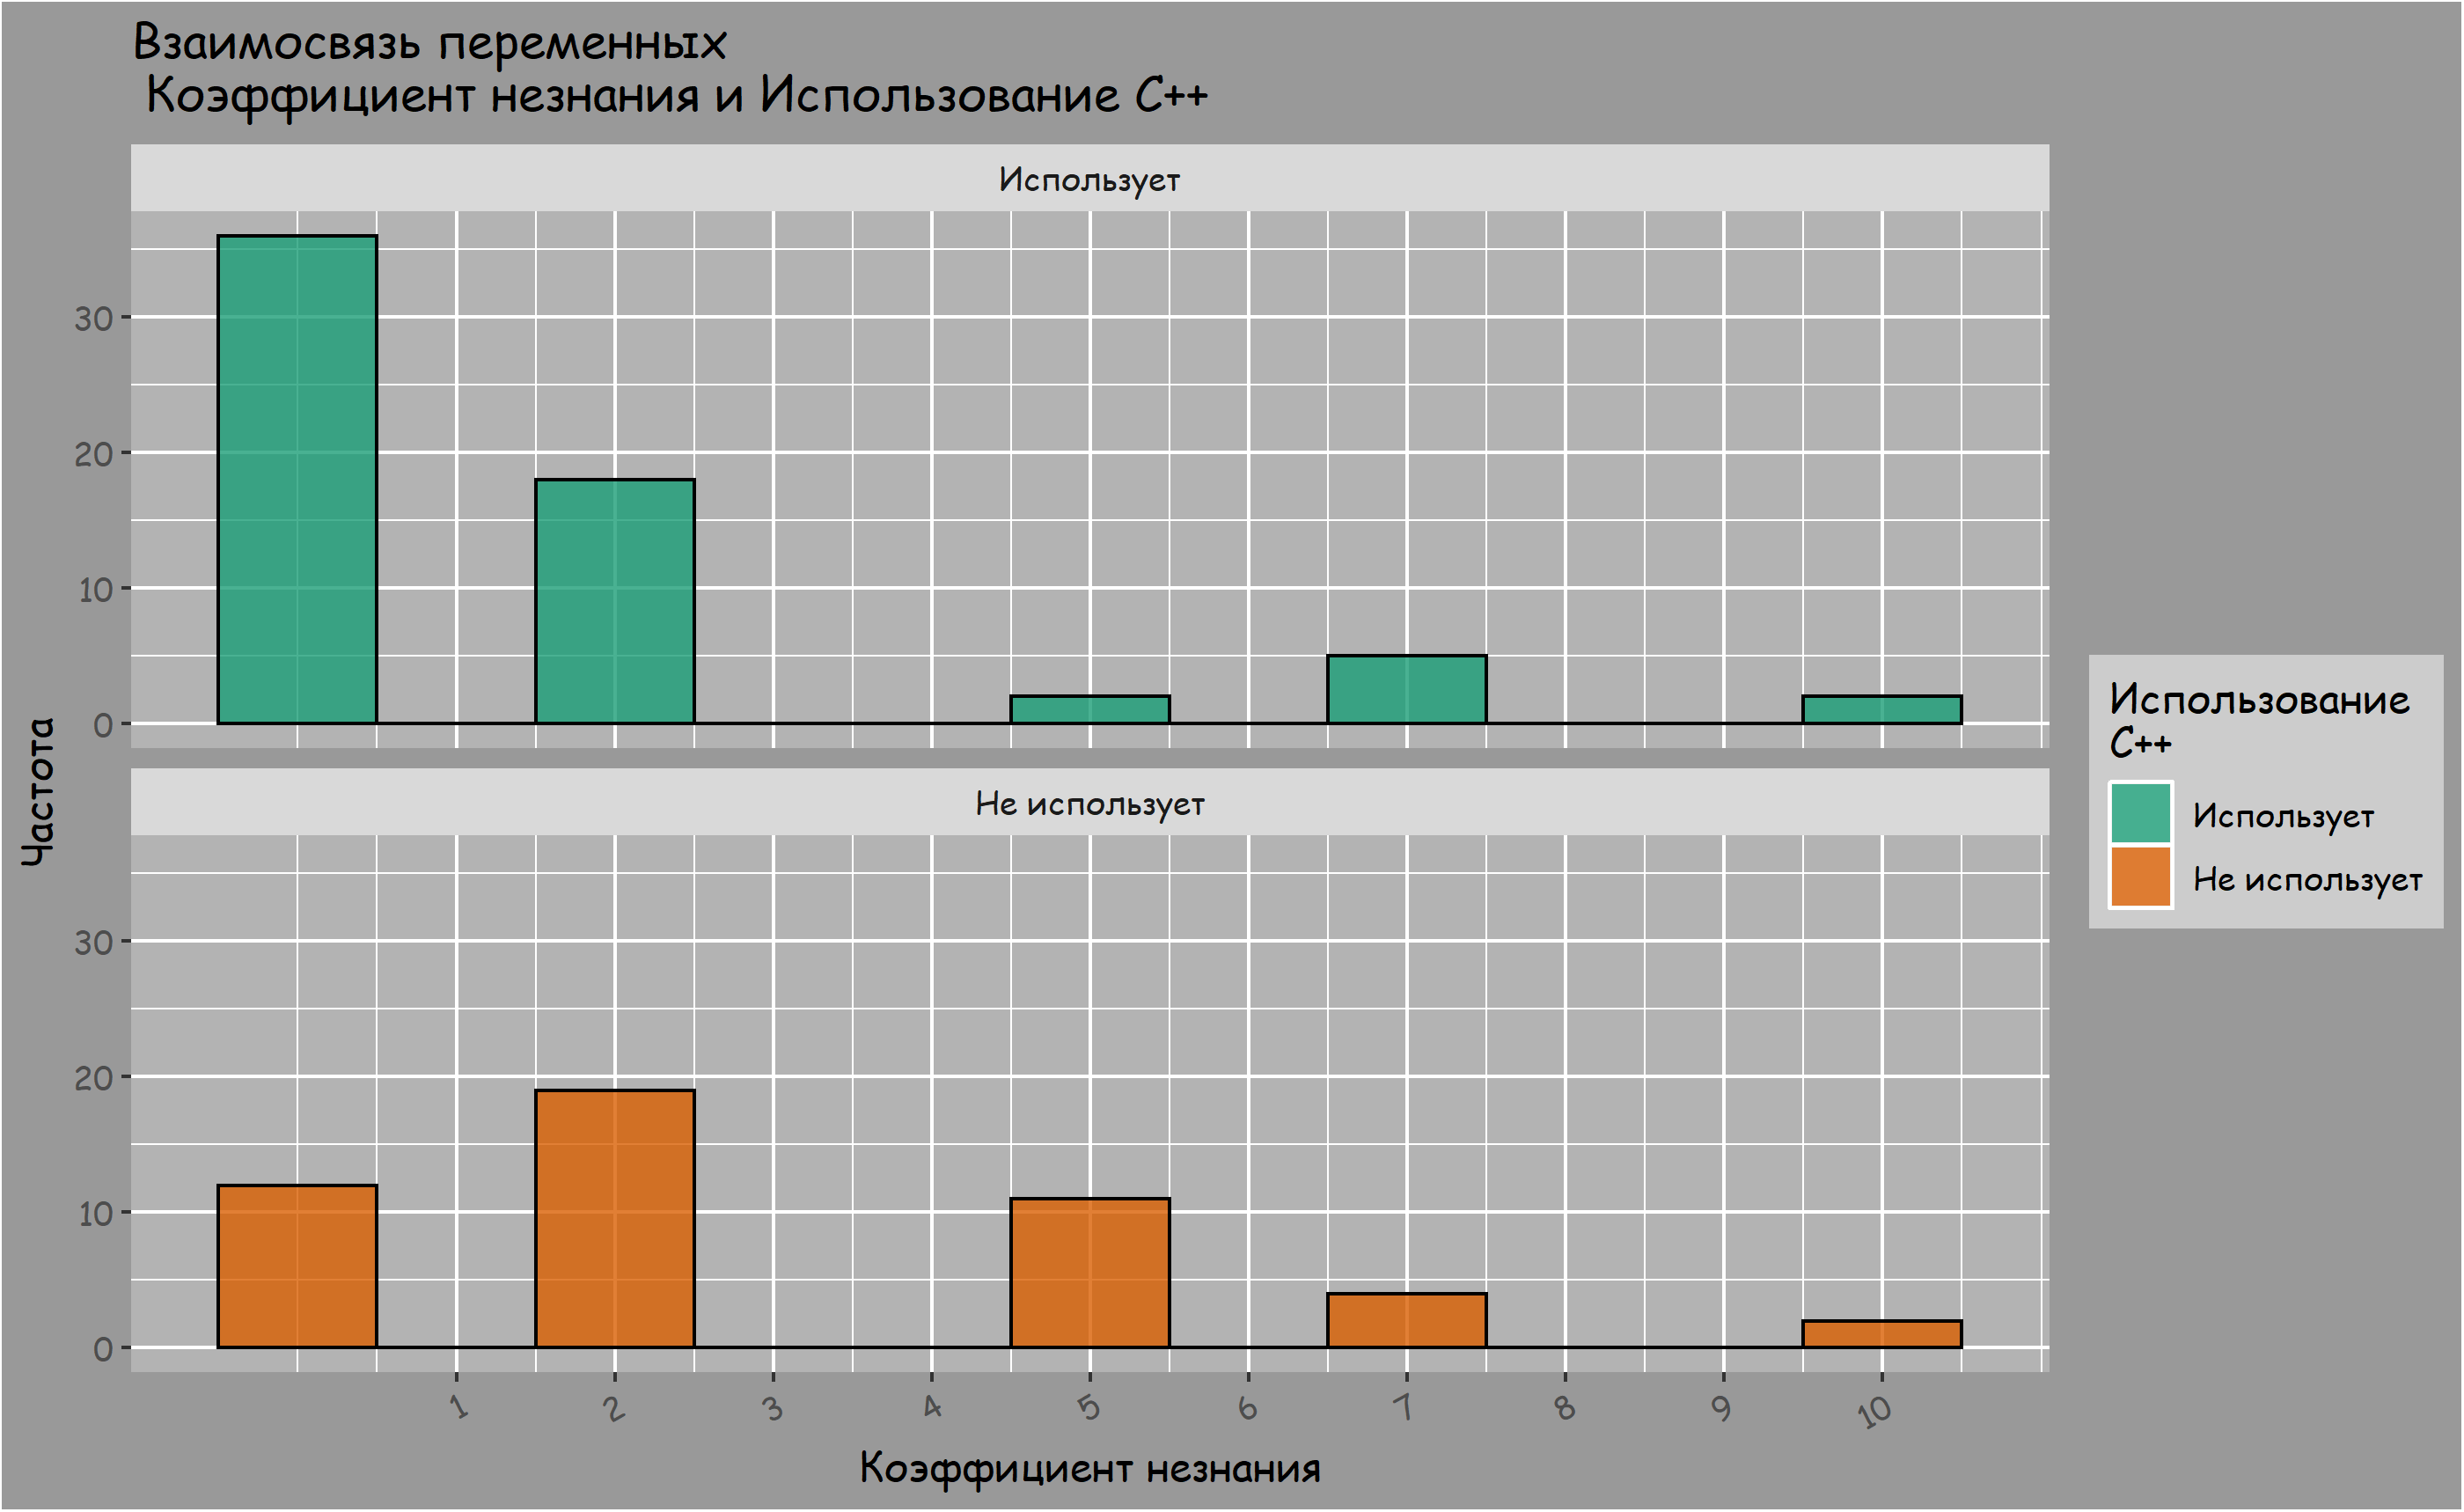 Взаимосвязь переменных
Коэффициент незнания и Использование C++
Использует
30
20
10
0
Не использует
30
20
10
0
Частота
1 2 3 4 5 6 7 8 9 10
Коэффициент незнания
Использование
C++
Использует
Не использует